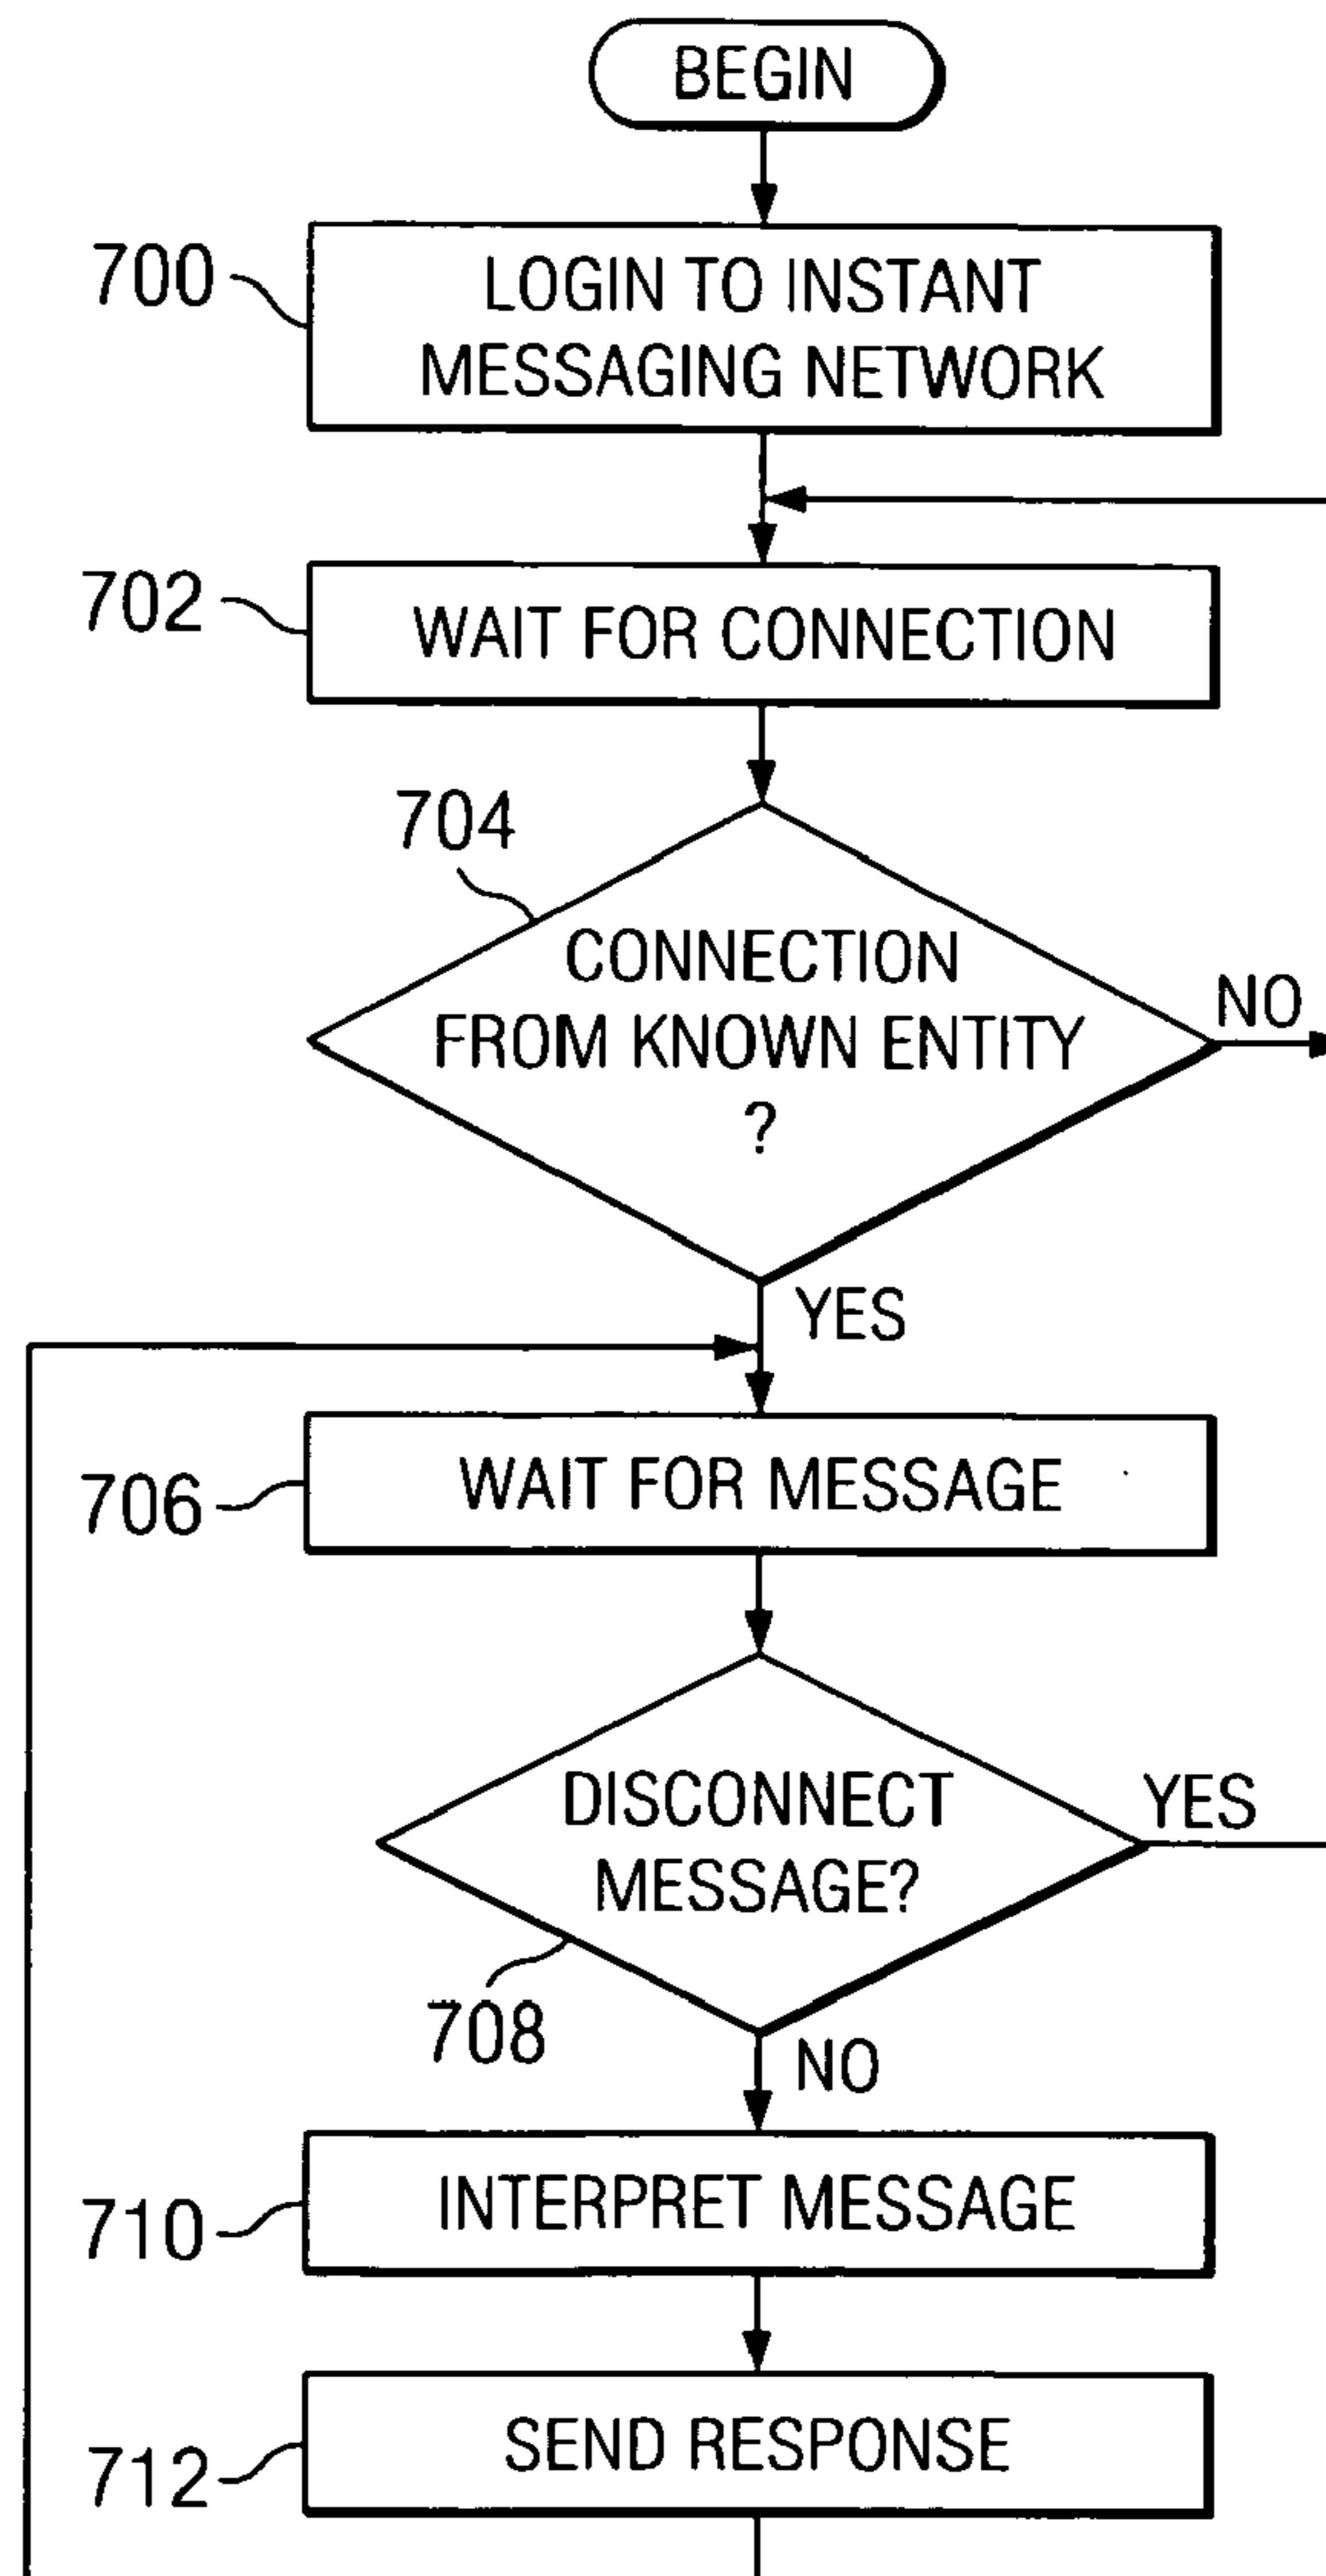 BEGIN
700
LOGIN TO INSTANT
MESSAGING NETWORK
702
WAIT FOR CONNECTION
704
CONNECTION
FROM KNOWN ENTITY
?
NO
YES
706
WAIT FOR MESSAGE
DISCONNECT
MESSAGE?
YES
708
NO
710
INTERPRET MESSAGE
712
SEND RESPONSE